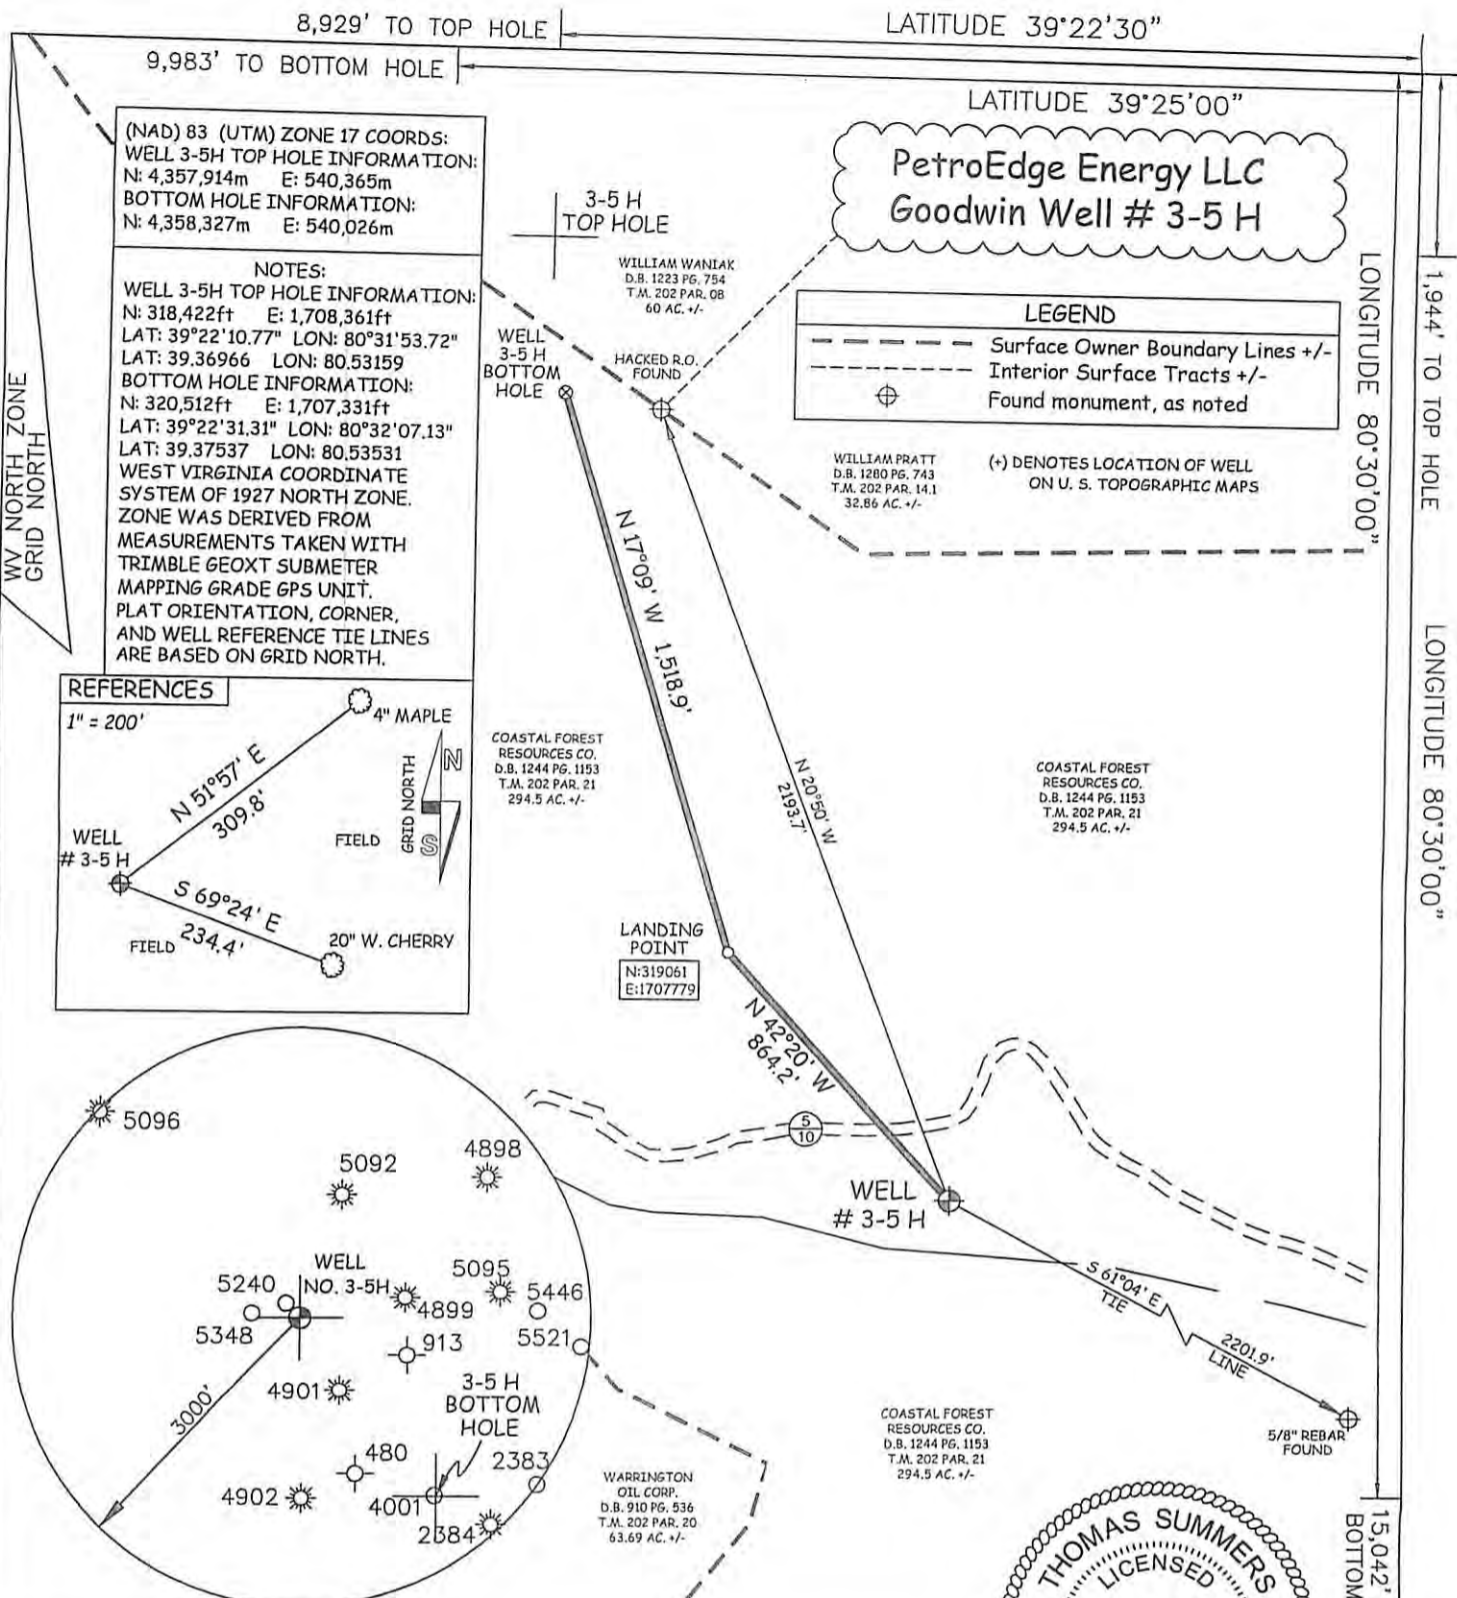 8,929' TO TOP HOLE
LATITUDE 39°22'30"
9,983' TO BOTTOM HOLE
LATITUDE 39°25'00"
(NAD) 83 (UTM) ZONE 17 COORDS:
WELL 3-5H TOP HOLE INFORMATION:
N: 4,357,914m E: 540,365m
BOTTOM HOLE INFORMATION:
N: 4,358,327m E: 540,026m
NOTES:
WELL 3-5H TOP HOLE INFORMATION:
N: 318,422ft E: 1,708,361ft
LAT: 39°22'10.77" LON: 80°31'53.72"
LAT: 39.36966 LON: 80.53159
BOTTOM HOLE INFORMATION:
N: 320,512ft E: 1,707,331ft
LAT: 39°22'31.31" LON: 80°32'07.13"
LAT: 39.37537 LON: 80.53531
WEST VIRGINIA COORDINATE
SYSTEM OF 1927 NORTH ZONE.
ZONE WAS DERIVED FROM
MEASUREMENTS TAKEN WITH
TRIMBLE GEOXT SUBMETER
MAPPING GRADE GPS UNIT.
PLAT ORIENTATION, CORNER,
AND WELL REFERENCE TIE LINES
ARE BASED ON GRID NORTH.
WV NORTH ZONE
GRID NORTH
3-5 H
TOP HOLE
PetroEdge Energy LLC
Goodwin Well # 3-5 H
WILLIAM WANIAK
D.B. 1223 PG. 754
T.M. 202 PAR. 08
60 AC. +/-
LEGEND
Surface Owner Boundary Lines +/-
Interior Surface Tracts +/-
Found monument, as noted
WELL
3-5 H
BOTTOM
HOLE
HACKED R.O.
FOUND
WILLIAM PRATT
D.B. 1280 PG. 743
T.M. 202 PAR. 14.1
32.86 AC. +/-
(+) DENOTES LOCATION OF WELL
ON U. S. TOPOGRAPHIC MAPS
LONGITUDE 80°30'00"
1,944' TO TOP HOLE
LONGITUDE 80°30'00"
N 17°09' W 1,518.9'
N 20°50' W
2193.7'
REFERENCES
1" = 200'
4" MAPLE
N 51°57' E
309.8'
GRID NORTH
N
S
FIELD
WELL
# 3-5 H
S 69°24' E
234.4'
FIELD
20" W. CHERRY
COASTAL FOREST
RESOURCES CO.
D.B. 1244 PG. 1153
T.M. 202 PAR. 21
294.5 AC. +/-
COASTAL FOREST
RESOURCES CO.
D.B. 1244 PG. 1153
T.M. 202 PAR. 21
294.5 AC. +/-
LANDING
POINT
N:319061
E:1707779
N 42°20' W
864.2'
5
10
WELL
# 3-5 H
S 61°04' E
TIE
2201.9'
LINE
5/8" REBAR
FOUND
5096
5092
4898
WELL
NO. 3-5H
5240
5348
4899
5095
5446
5521
913
4901
3-5 H
BOTTOM
HOLE
3000'
480
2383
4902
4001
2384
WARRINGTON
OIL CORP.
D.B. 910 PG. 536
T.M. 202 PAR. 20
63.69 AC. +/-
COASTAL FOREST
RESOURCES CO.
D.B. 1244 PG. 1153
T.M. 202 PAR. 21
294.5 AC. +/-
THOMAS SUMMERS
LICENSED
15,042'
BOTTOM